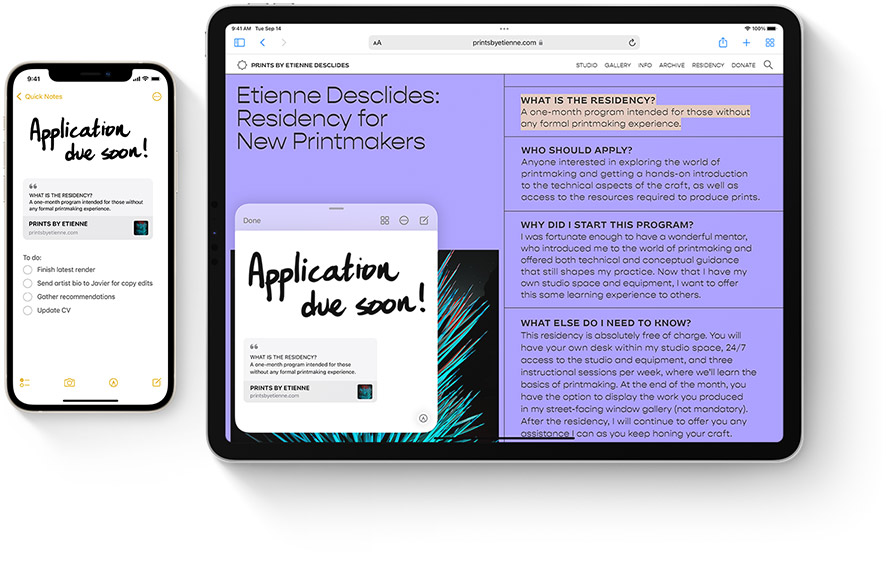 9:41
Quick Notes
Application
due soon!
WHAT IS THE RESIDENCY?
A one-month program intended for those without
any formal printmaking experience.
PRINTS BY ETIENNE
printsbyetienne.com
To do:
Finish latest render
Send artist bio to Javier for copy edits
Gather recommendations
Update CV
9:41 AM Tue Sep 14
100%
AA
printsbyetienne.com
PRINTS BY ETIENNE DESCLIDES
STUDIO GALLERY INFO ARCHIVE RESIDENCY DONATE
Etienne Desclides:
Residency for
New Printmakers
Done
Application
due soon!
WHAT IS THE RESIDENCY?
A one-month program intended for those
without any formal printmaking experience.
PRINTS BY ETIENNE
printsbyetienne.com
WHAT IS THE RESIDENCY?
A one-month program intended for those without
any formal printmaking experience.
WHO SHOULD APPLY?
Anyone interested in exploring the world of
printmaking and getting a hands-on introduction
to the technical aspects of the craft, as well as
access to the resources required to produce prints.
WHY DID I START THIS PROGRAM?
I was fortunate enough to have a wonderful mentor,
who introduced me to the world of printmaking and
offered both technical and conceptual guidance
that still shapes my practice. Now that I have my
own studio space and equipment, I want to offer
this same learning experience to others.
WHAT ELSE DO I NEED TO KNOW?
This residency is absolutely free of charge. You will
have your own desk within my studio space, 24/7
access to the studio and equipment, and three
instructional sessions per week, where we'll learn the
basics of printmaking. At the end of the month, you
have the option to display the work you produced
in my street-facing window gallery (not mandatory).
After the residency, I will continue to offer you any
assistance I can as you keep honing your craft.